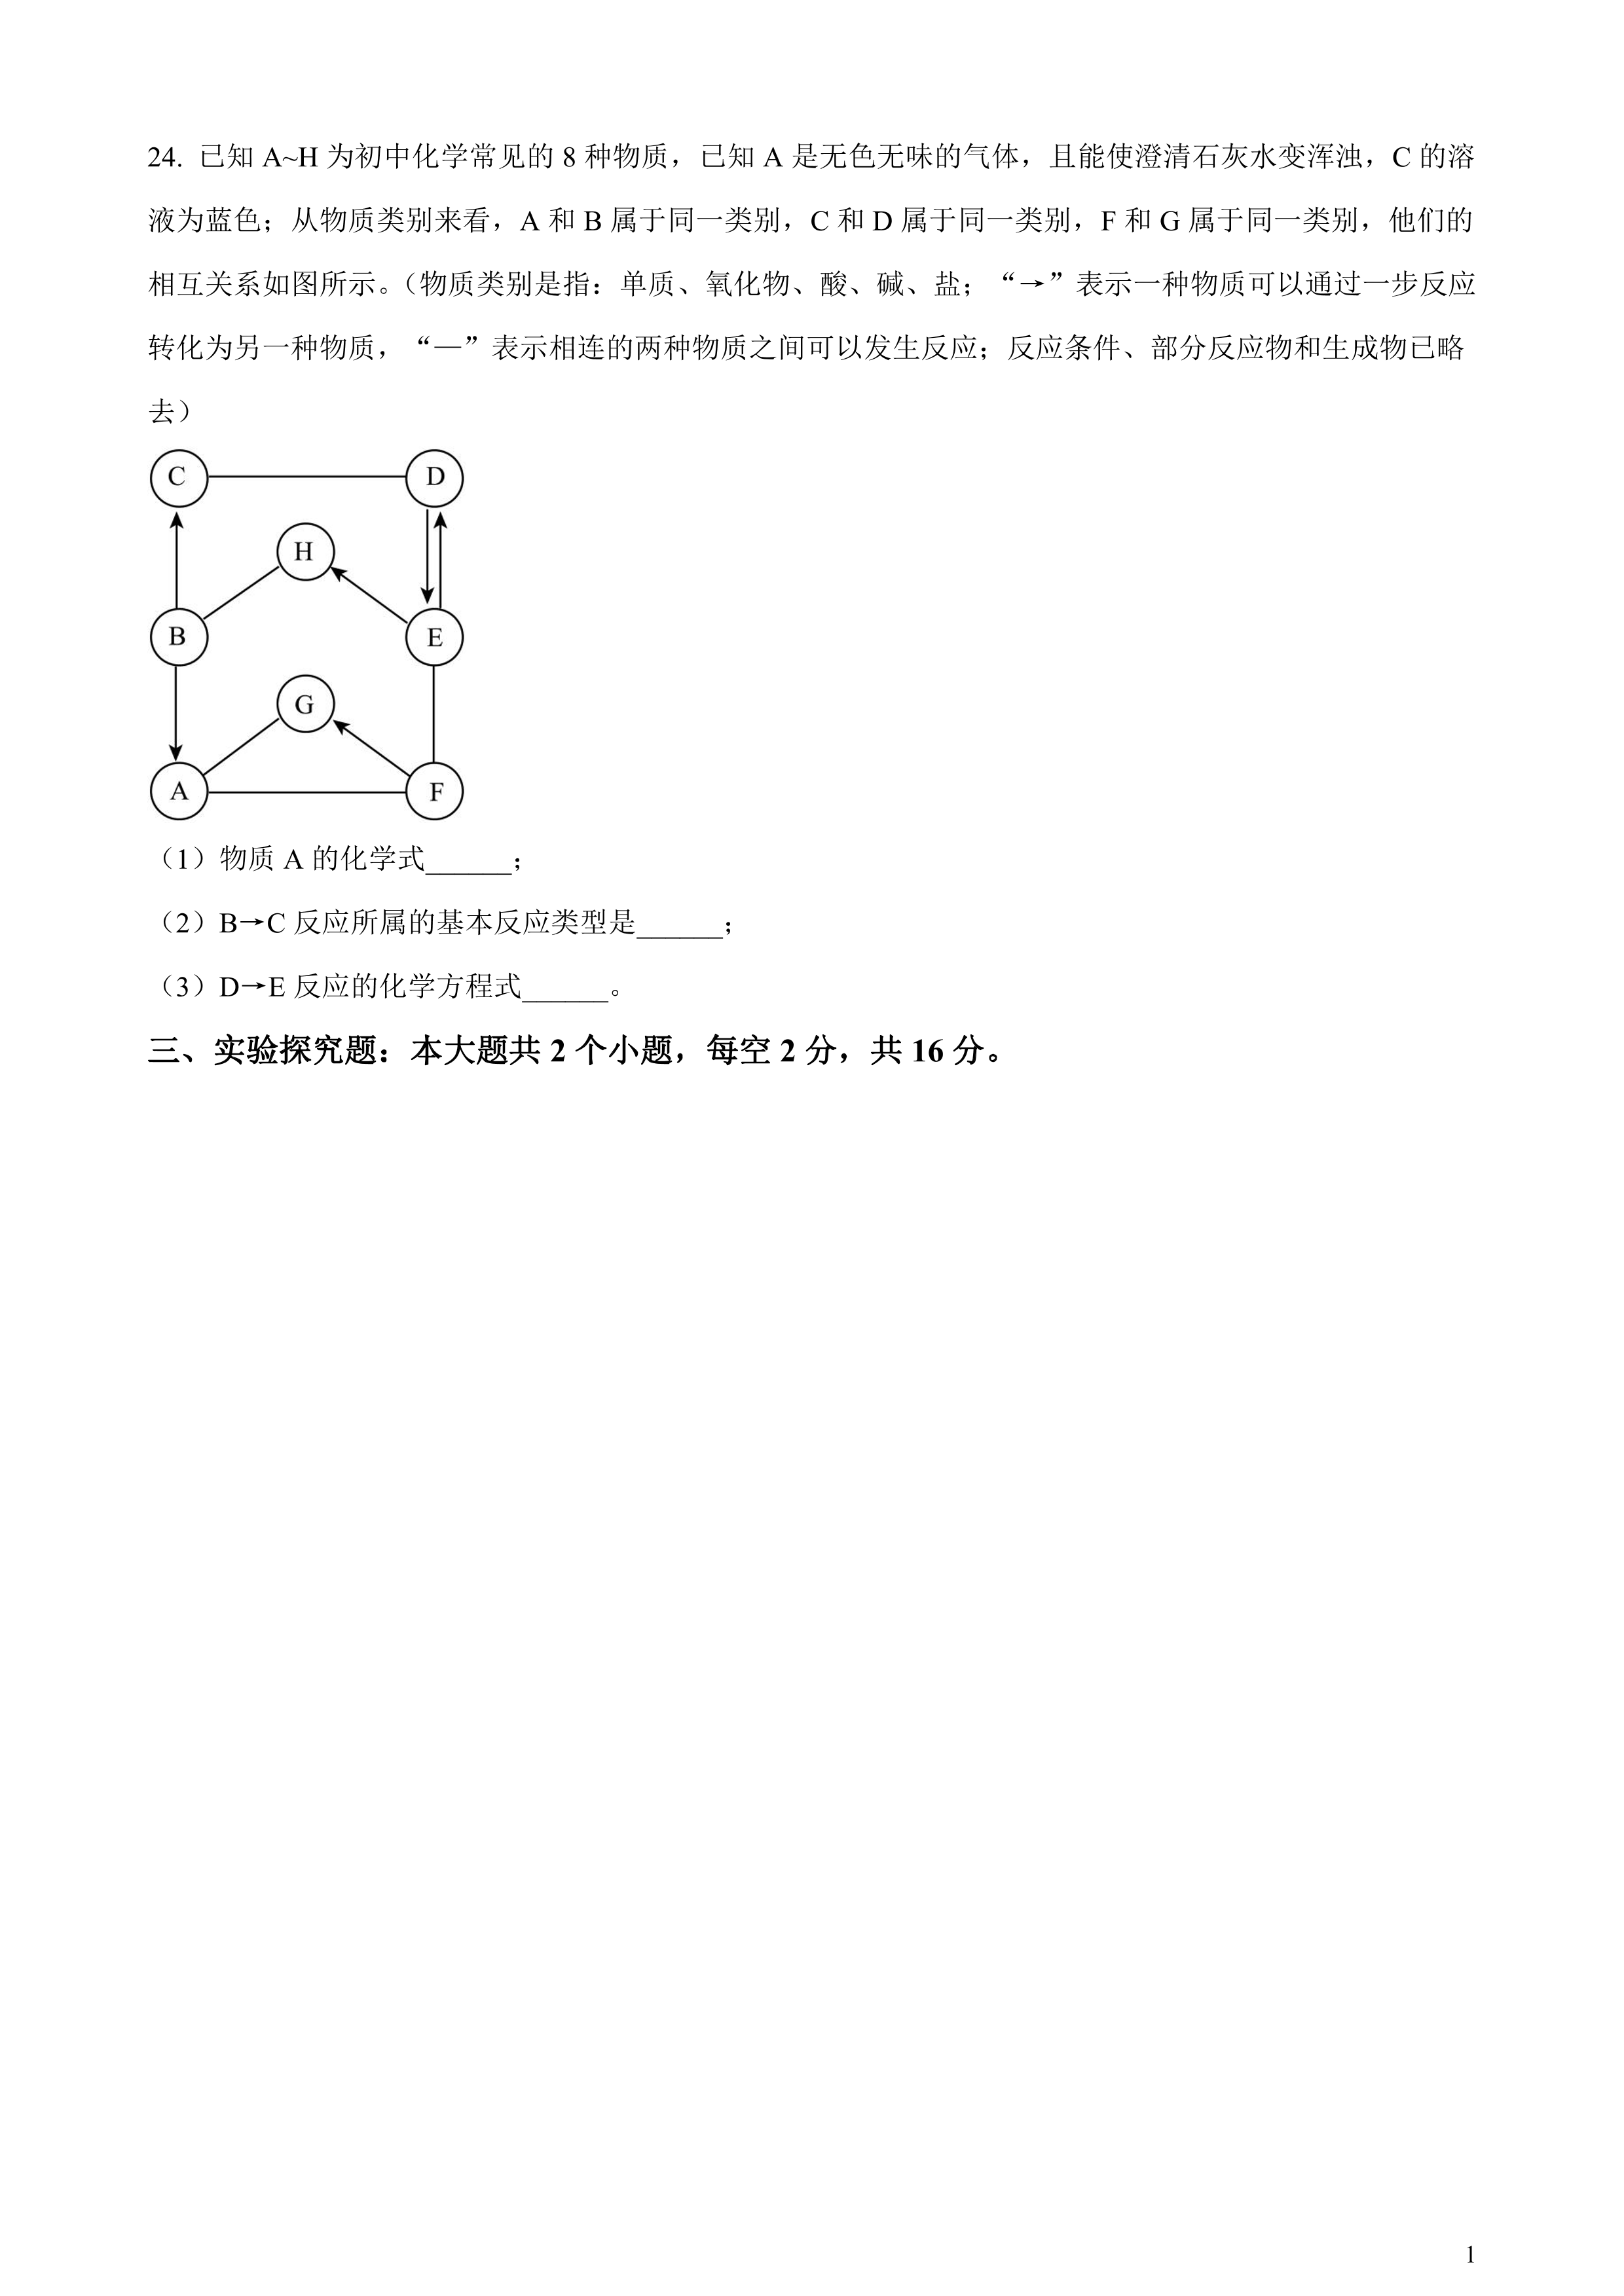 24. 已知 A~H 为初中化学常见的 8 种物质，已知 A 是无色无味的气体，且能使澄清石灰水变浑浊，C 的溶
液为蓝色；从物质类别来看，A 和 B 属于同一类别，C 和 D 属于同一类别，F 和 G 属于同一类别，他们的
相互关系如图所示。（物质类别是指：单质、氧化物、酸、碱、盐；“→”表示一种物质可以通过一步反应
转化为另一种物质，“—”表示相连的两种物质之间可以发生反应；反应条件、部分反应物和生成物已略
去）
C
D
H
B
E
G
A
F
（1）物质 A 的化学式______；
（2）B→C 反应所属的基本反应类型是______；
（3）D→E 反应的化学方程式______。
三、实验探究题：本大题共 2 个小题，每空 2 分，共 16 分。
1